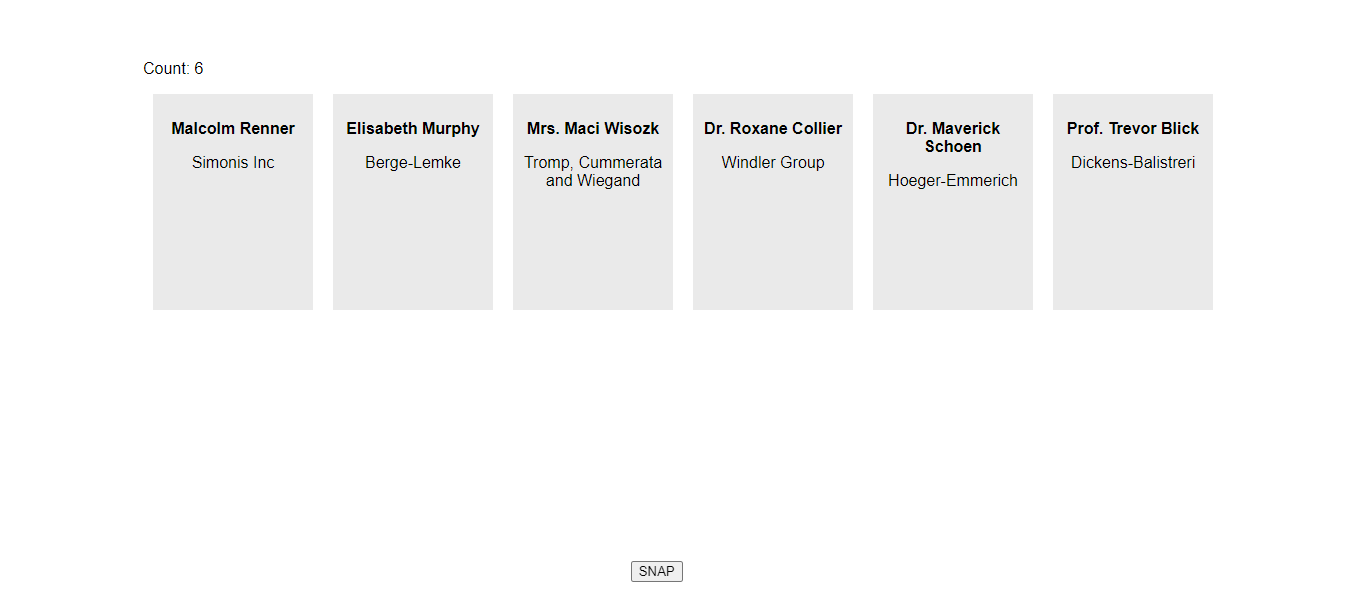 Count: 6
Malcolm Renner
Simonis Inc
Elisabeth Murphy
Berge-Lemke
Mrs. Maci Wisozk
Tromp, Cummerata
and Wiegand
Dr. Roxane Collier
Windler Group
Dr. Maverick
Schoen
Hoeger-Emmerich
Prof. Trevor Blick
Dickens-Balistreri
SNAP